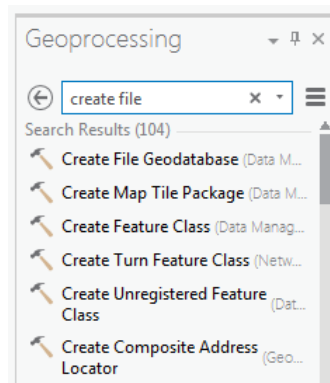 Geoprocessing
create file
Search Results (104)
Create File Geodatabase (Data M...
Create Map Tile Package (Data M...
Create Feature Class (Data Manag...
Create Turn Feature Class (Netw...
Create Unregistered Feature (Dat...
Class
Create Composite Address (Geo...
Locator